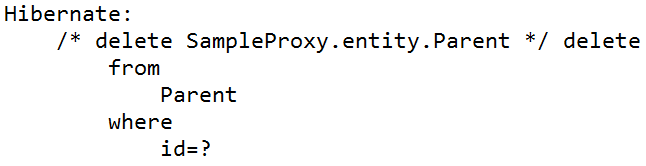 Hibernate:
    /* delete SampleProxy.entity.Parent */ delete
        from
            Parent
        where
            id=?